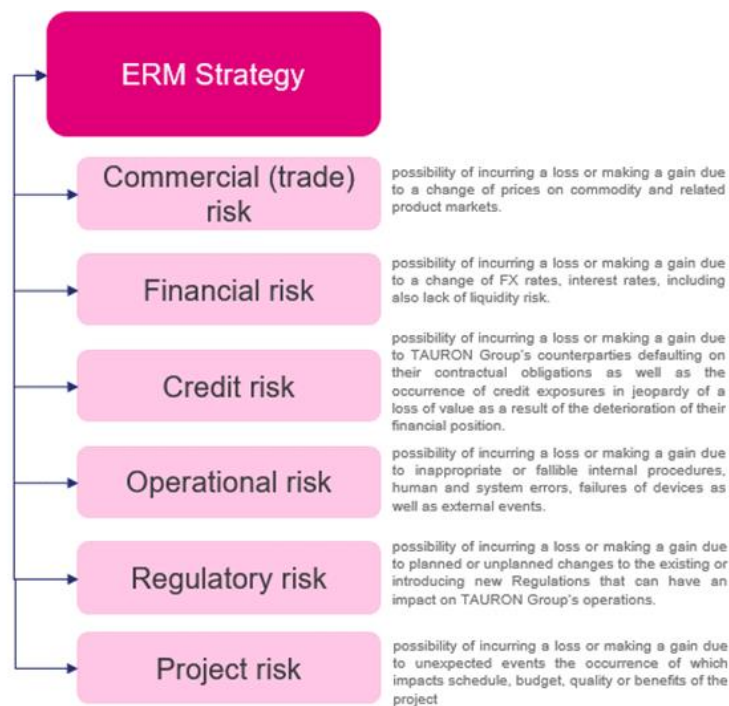 ERM Strategy
Commercial (trade)
risk
possibility of incurring a loss or making a gain due
to a change of prices on commodity and related
product markets.
Financial risk
possibility of incurring a loss or making a gain due
to a change of FX rates, interest rates, including
also lack of liquidity risk.
Credit risk
possibility of incurring a loss or making a gain due
to TAURON Group's counterparties defaulting on
their contractual obligations as well as the
occurrence of credit exposures in jeopardy of a
loss of value as a result of the deterioration of their
financial position.
Operational risk
possibility of incurring a loss or making a gain due
to inappropriate or fallible internal procedures,
human and system errors, failures of devices as
well as external events.
Regulatory risk
possibility of incurring a loss or making a gain due
to planned or unplanned changes to the existing or
introducing new Regulations that can have an
impact on TAURON Group's operations.
Project risk
possibility of incurring a loss or making a gain due
to unexpected events the occurrence of which
impacts schedule, budget, quality or benefits of the
project